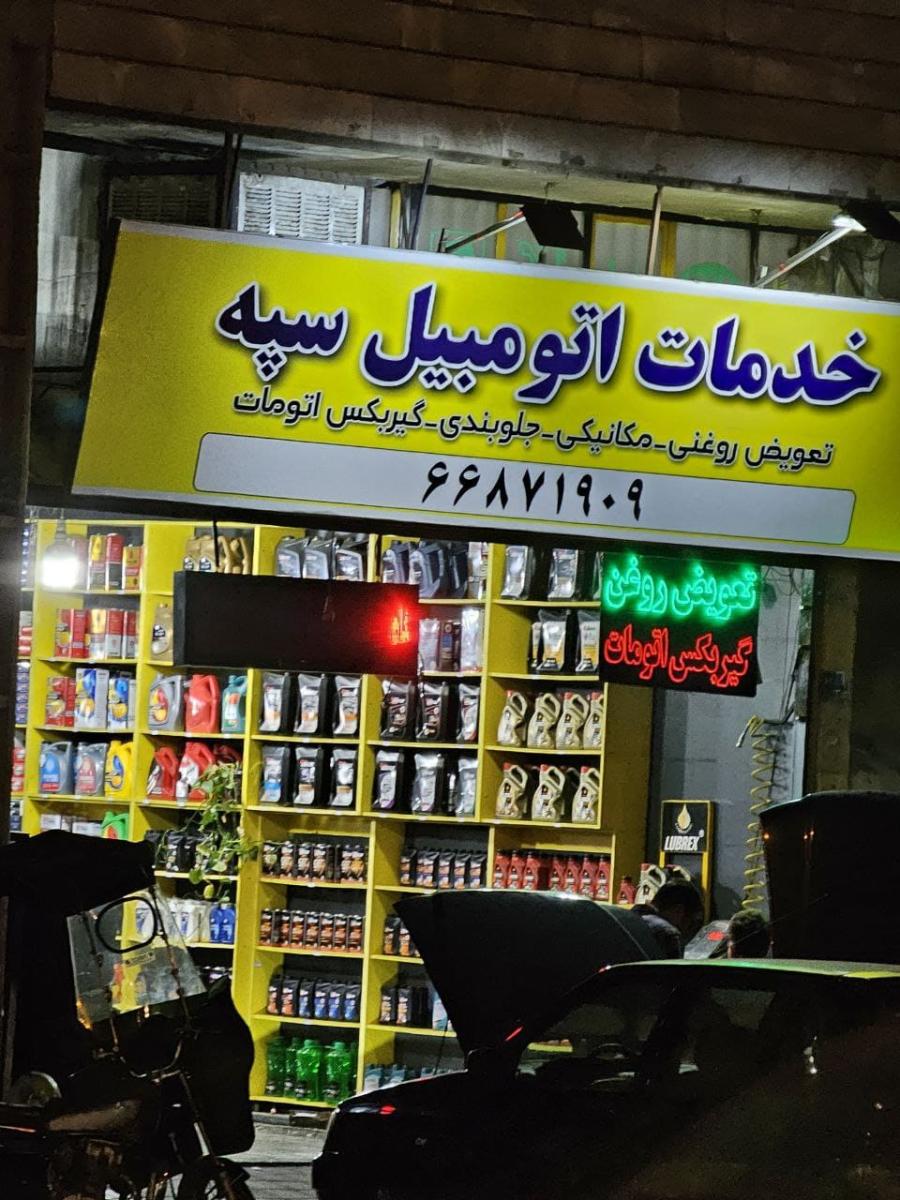 خدمات اتومبیل سپه
تعویض روغنی-مکانیکی-جلوبندی-گیربکس اتومات
۶۶۸۷۱۹۰۹
تعویض روغن
گیربکس اتومات
LUBREX